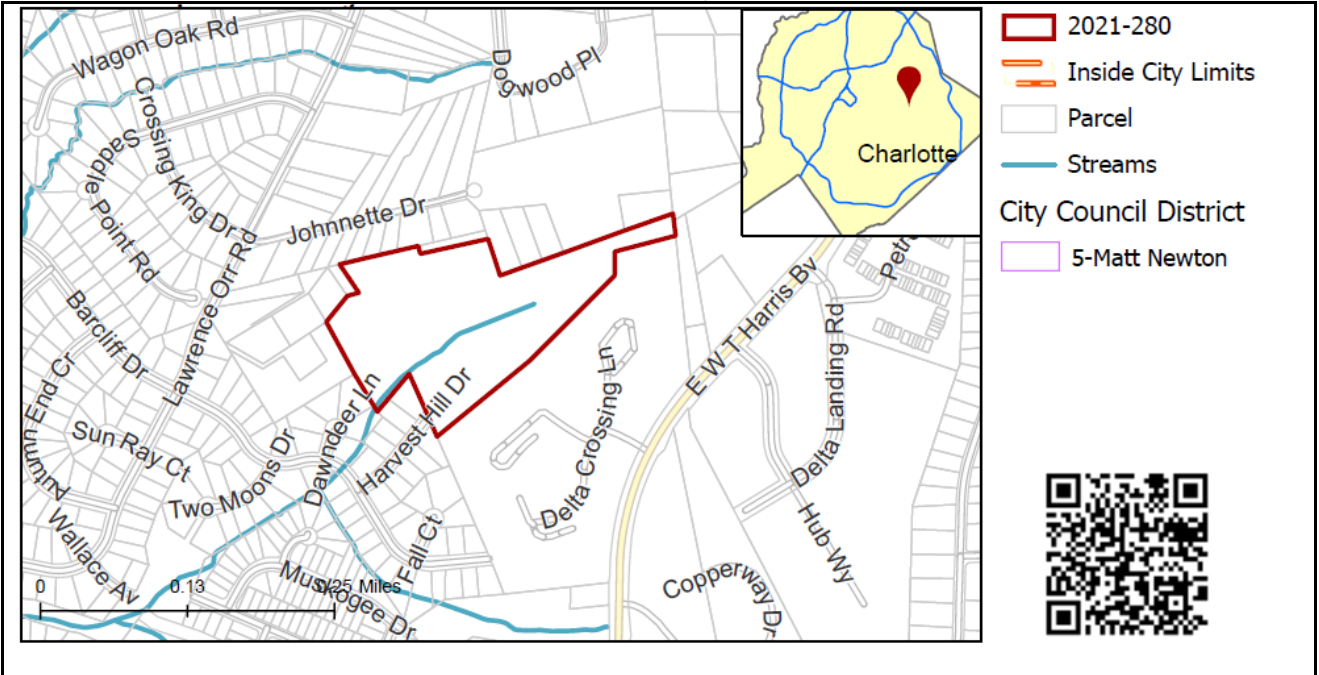 Wagon Oak Rd
Dogwood Pl
Crossing King Dr
Saddle
Point Rd
Johnnette Dr
Lawrence Orr Rd
Barcliff Dr
Autumn End Cr
Sun Ray Ct
Two Moons Dr
Dawndeer Ln
Harvest Hill Dr
Wallace Av
Fall Ct
Muskogee Dr
Delta Crossing Ln
E W T Harris Bv
Delta Landing Rd
Petre
Hub Wy
Copperway Dr
0
0.13
0.25 Miles
Charlotte
2021-280
Inside City Limits
Parcel
Streams
City Council District
5-Matt Newton